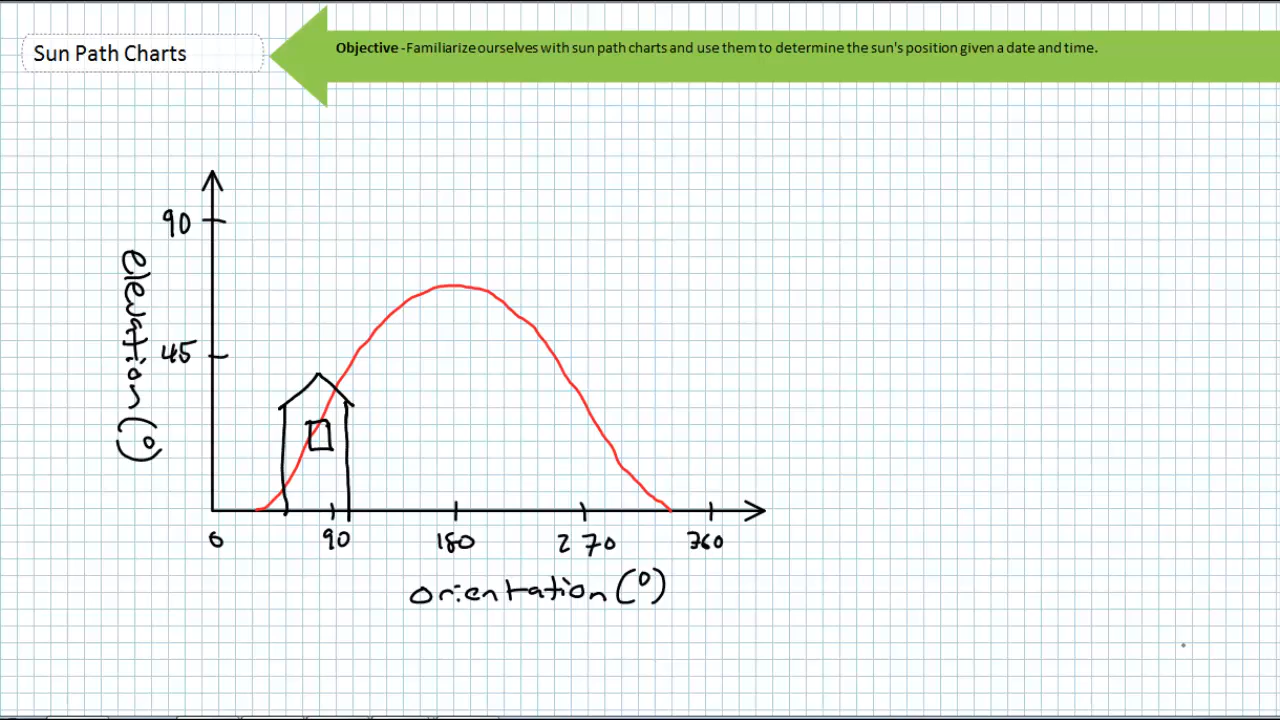 Sun Path Charts
Objective -Familiarize ourselves with sun path charts and use them to determine the sun's position given a date and time.
90
elevation (°)
45
0 90 180 270 360
orientation (°)